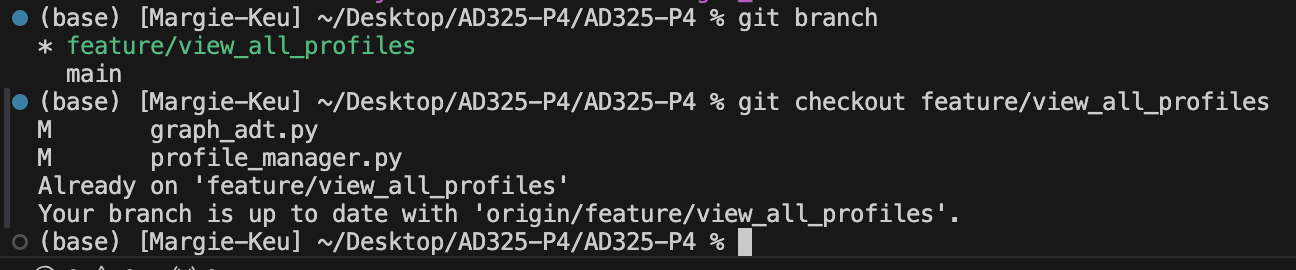 (base) [Margie-Keu] ~/Desktop/AD325-P4/AD325-P4 % git branch
* feature/view_all_profiles
main
(base) [Margie-Keu] ~/Desktop/AD325-P4/AD325-P4 % git checkout feature/view_all_profiles
M graph_adt.py
M profile_manager.py
Already on 'feature/view_all_profiles'
Your branch is up to date with 'origin/feature/view_all_profiles'.
(base) [Margie-Keu] ~/Desktop/AD325-P4/AD325-P4 %